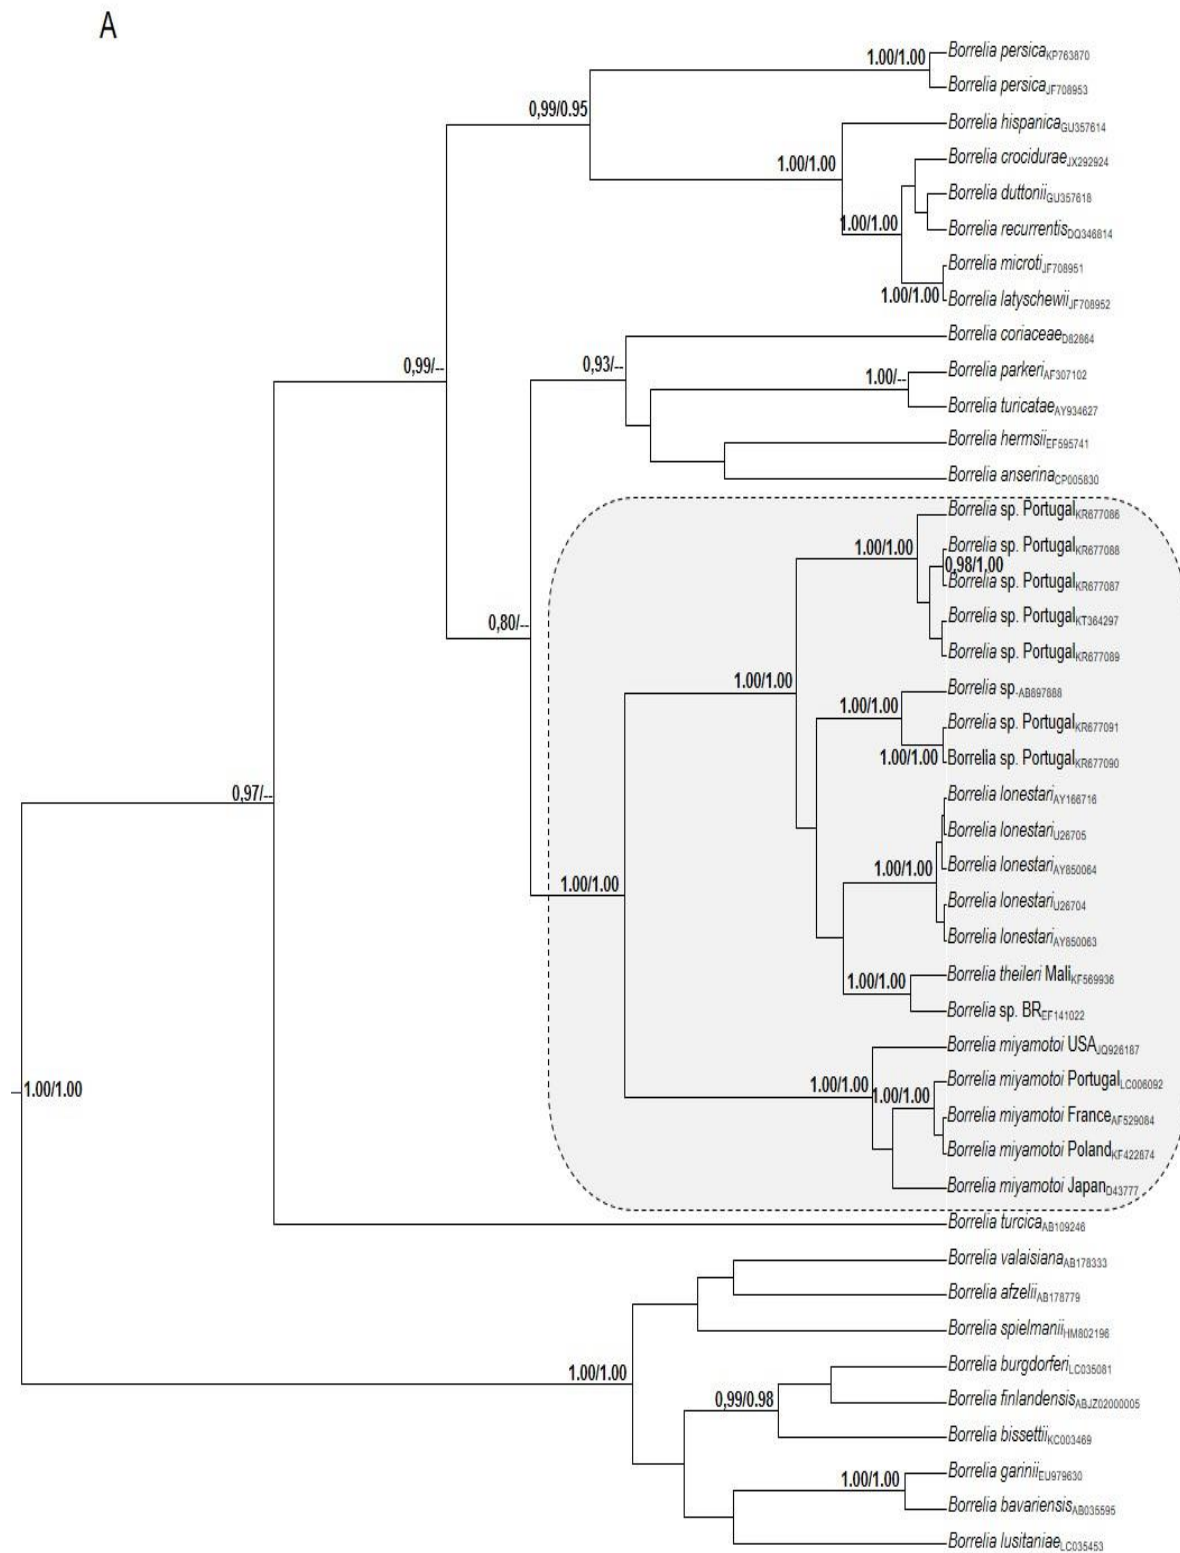 A
Borrelia persica KP763870
1.00/1.00
Borrelia persica JF708953
0,99/0.95
Borrelia hispanica GU357614
1.00/1.00
Borrelia crocidurae JX292924
Borrelia duttonii GU357618
1.00/1.00
Borrelia recurrentis DQ346814
Borrelia microti JF708951
1.00/1.00
Borrelia latyschewii JF708952
Borrelia coriaceae D82864
0,99/--
0,93/--
Borrelia parkeri AF307102
1.00/--
Borrelia turicatae AY934627
Borrelia hermsii EF595741
Borrelia anserina CP005830
Borrelia sp. Portugal KR677086
1.00/1.00
Borrelia sp. Portugal KR677088
0,98/1,00
Borrelia sp. Portugal KR677087
0,80/--
Borrelia sp. Portugal KT364297
Borrelia sp. Portugal KR677089
1.00/1.00
Borrelia sp. AB897888
1.00/1.00
Borrelia sp. Portugal KR677091
1.00/1.00
Borrelia sp. Portugal KR677090
0,97/--
Borrelia lonestari AY166716
Borrelia lonestari U26705
1.00/1.00
Borrelia lonestari AY850064
1.00/1.00
Borrelia lonestari U26704
Borrelia lonestari AY850063
1.00/1.00
Borrelia theileri Mali KF569936
Borrelia sp. BR EF141022
Borrelia miyamotoi USA JQ926187
1.00/1.00
1.00/1.00
1.00/1.00
Borrelia miyamotoi Portugal LC006092
Borrelia miyamotoi France AF529084
Borrelia miyamotoi Poland KF422874
Borrelia miyamotoi Japan D43777
Borrelia turcica AB109246
Borrelia valaisiana AB178333
Borrelia afzelii AB178779
Borrelia spielmanii HM802196
1.00/1.00
Borrelia burgdorferi LC035081
0,99/0.98
Borrelia finlandensis ABJZ02000005
Borrelia bissettii KC003469
1.00/1.00
Borrelia garinii EU979630
Borrelia bavariensis AB035595
Borrelia lusitaniae LC035453